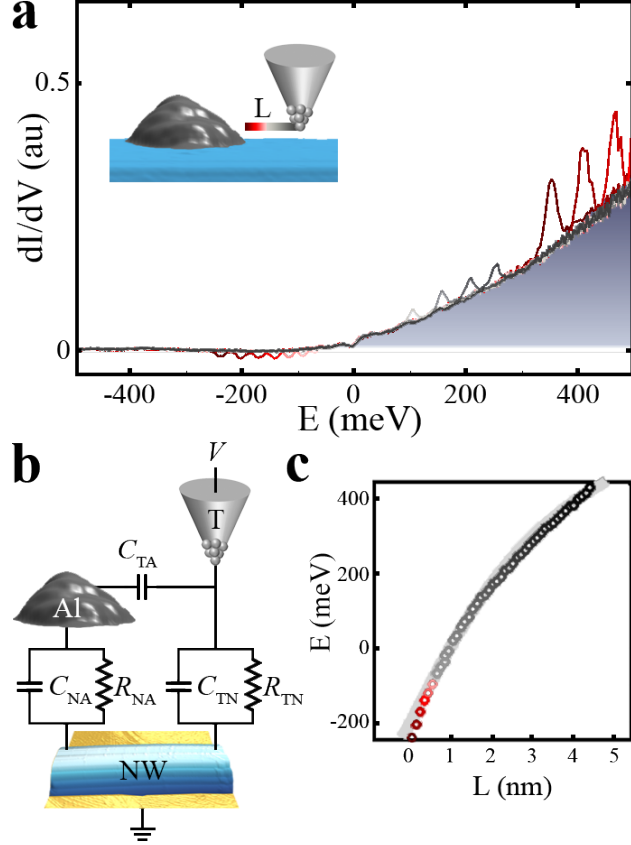 a
0.5
0
dI/dV (au)
L
-400
-200
0
200
400
E (meV)
b
V
T
C_TA
Al
C_NA
R_NA
C_TN
R_TN
NW
c
400
200
0
-200
E (meV)
0
1
2
3
4
5
L (nm)